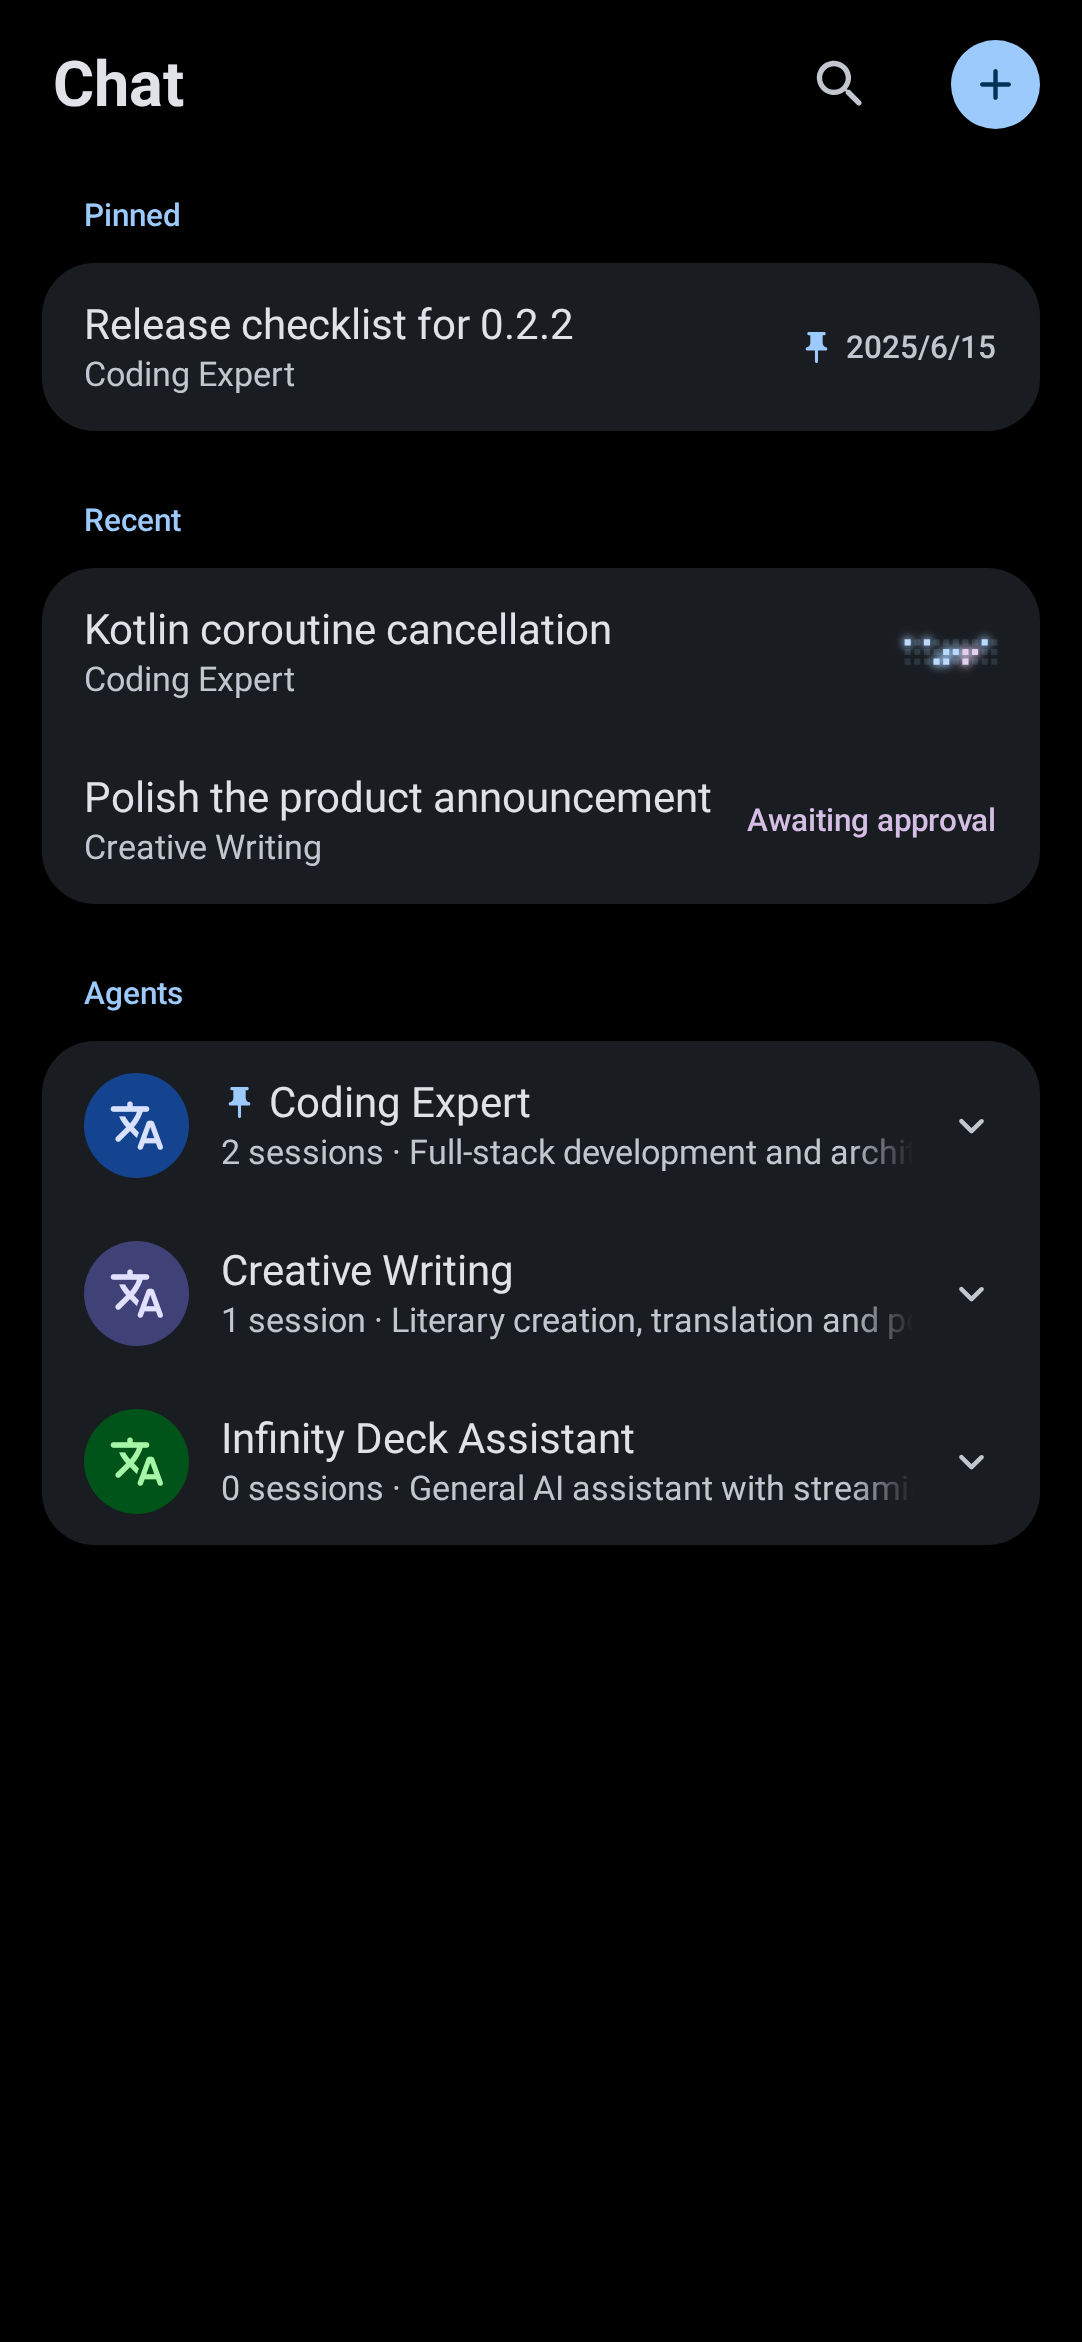 Chat
Pinned
Release checklist for 0.2.2
Coding Expert
2025/6/15
Recent
Kotlin coroutine cancellation
Coding Expert
Polish the product announcement
Creative Writing
Awaiting approval
Agents
Coding Expert
2 sessions · Full-stack development and archi
Creative Writing
1 session · Literary creation, translation and p
Infinity Deck Assistant
0 sessions · General AI assistant with streami